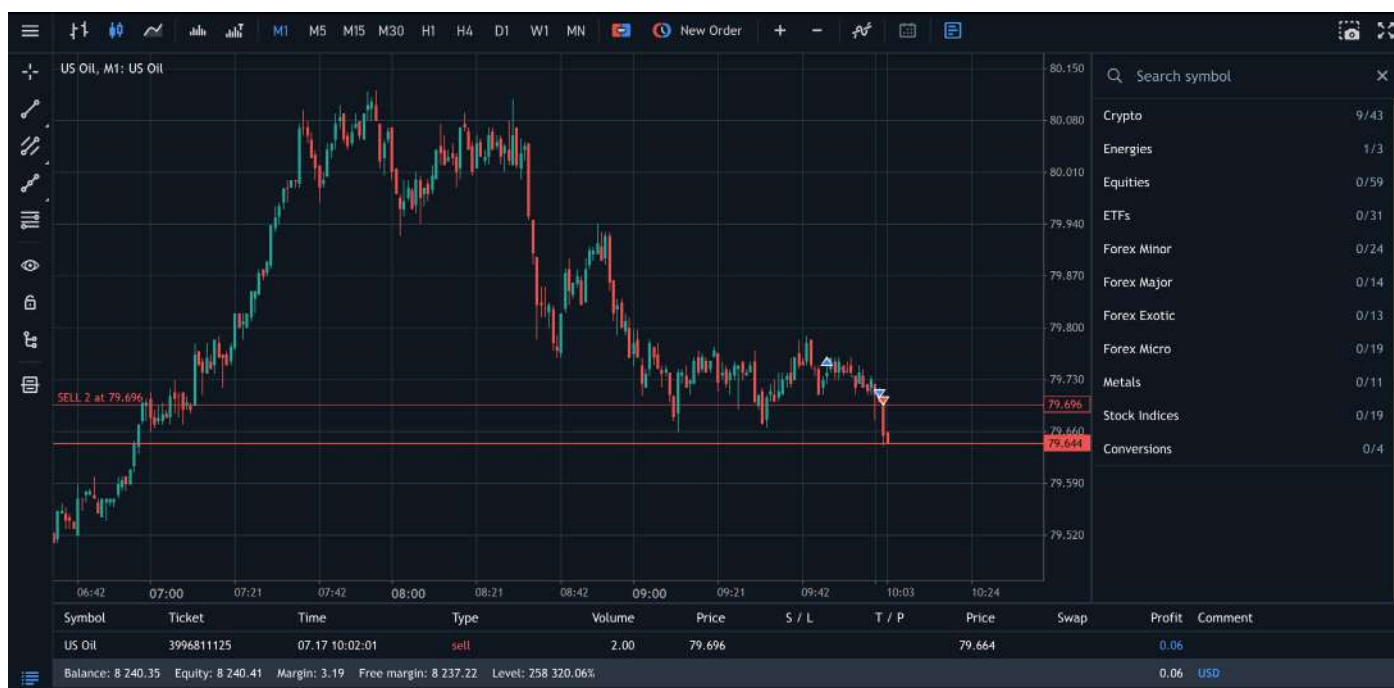 M1 M5 M15 M30 H1 H4 D1 W1 MN New Order
US Oil, M1: US Oil
80.150
80.080
80.010
79.940
79.870
79.800
79.730
SELL 2 at 79.696
79.696
79.660
79.644
79.590
79.520
06:42 07:00 07:21 07:42 08:00 08:21 08:42 09:00 09:21 09:42 10:03 10:24
Search symbol
Crypto 9/43
Energies 1/3
Equities 0/59
ETFs 0/31
Forex Minor 0/24
Forex Major 0/14
Forex Exotic 0/13
Forex Micro 0/19
Metals 0/11
Stock Indices 0/19
Conversions 0/4
Symbol Ticket Time Type Volume Price S / L T / P Price Swap Profit Comment
US Oil 3996811125 07.17 10:02:01 sell 2.00 79.696 79.664 0.06
Balance: 8 240.35 Equity: 8 240.41 Margin: 3.19 Free margin: 8 237.22 Level: 258 320.06% 0.06 USD